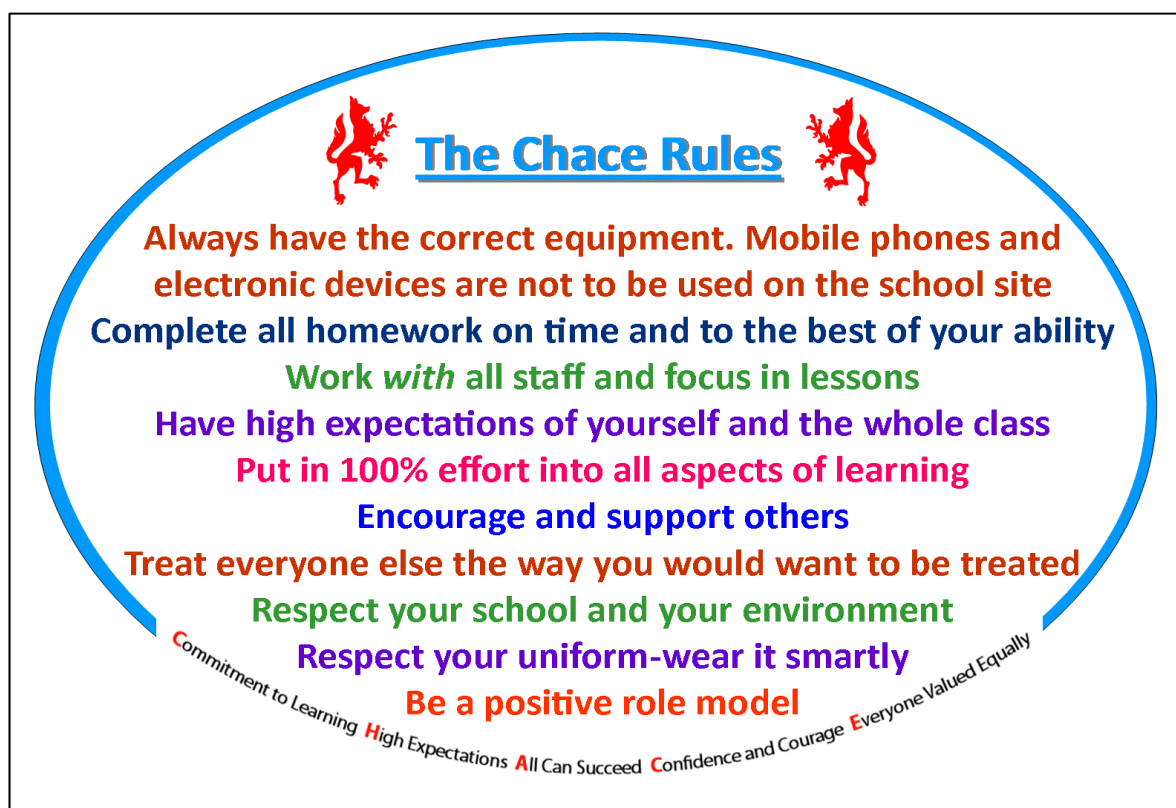 The Chace Rules
Always have the correct equipment. Mobile phones and
electronic devices are not to be used on the school site
Complete all homework on time and to the best of your ability
Work with all staff and focus in lessons
Have high expectations of yourself and the whole class
Put in 100% effort into all aspects of learning
Encourage and support others
Treat everyone else the way you would want to be treated
Respect your school and your environment
Respect your uniform-wear it smartly
Be a positive role model
Commitment to Learning High Expectations All Can Succeed Confidence and Courage Everyone Valued Equally